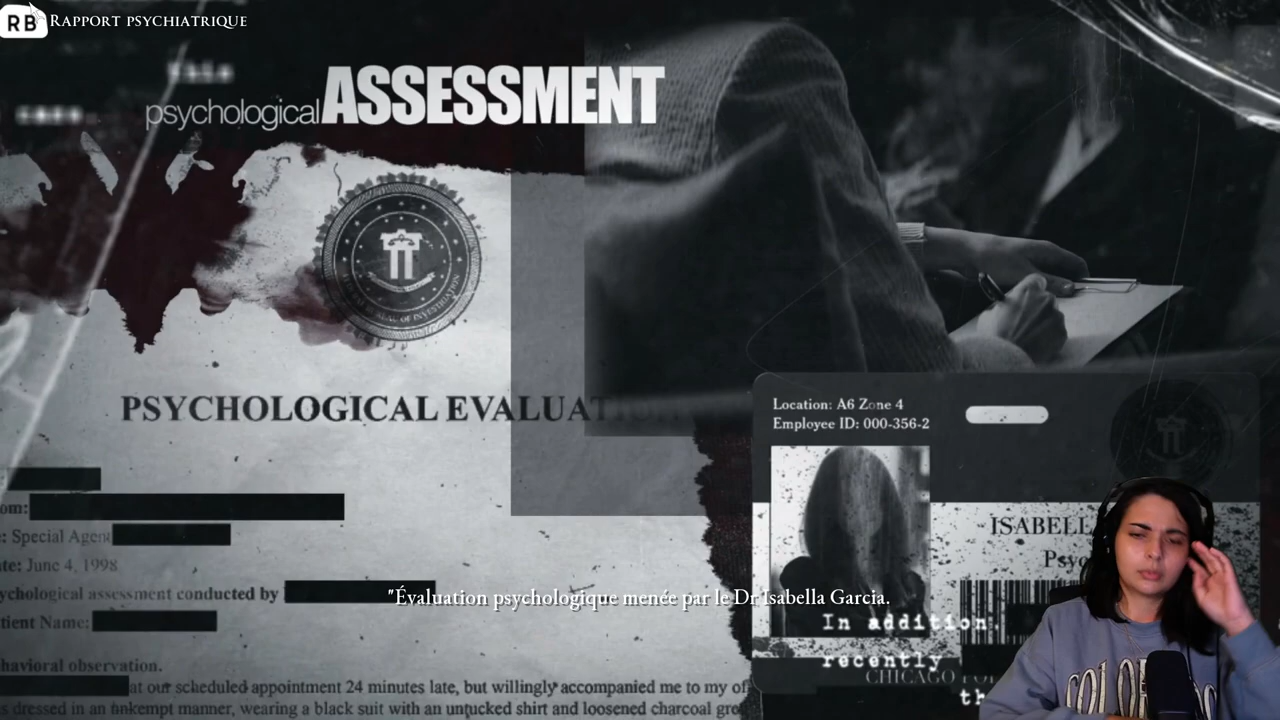 RB RAPPORT PSYCHIATRIQUE
psychological ASSESSMENT
PSYCHOLOGICAL EVALUAT
Location: A6 Zone 4
Employee ID: 000-356-2
ISABELL
Psyc
om:
: Special Agent
ate: June 4, 1998
ychological assessment conducted by
tient Name:
"Évaluation psychologique menée par le Dr Isabella Garcia.
In addition,
recently
CHICAGO
th
havioral observation.
at our scheduled appointment 24 minutes late, but willingly accompanied me to my of
s dressed in an unkempt manner, wearing a black suit with an untucked shirt and loosened charcoal gre